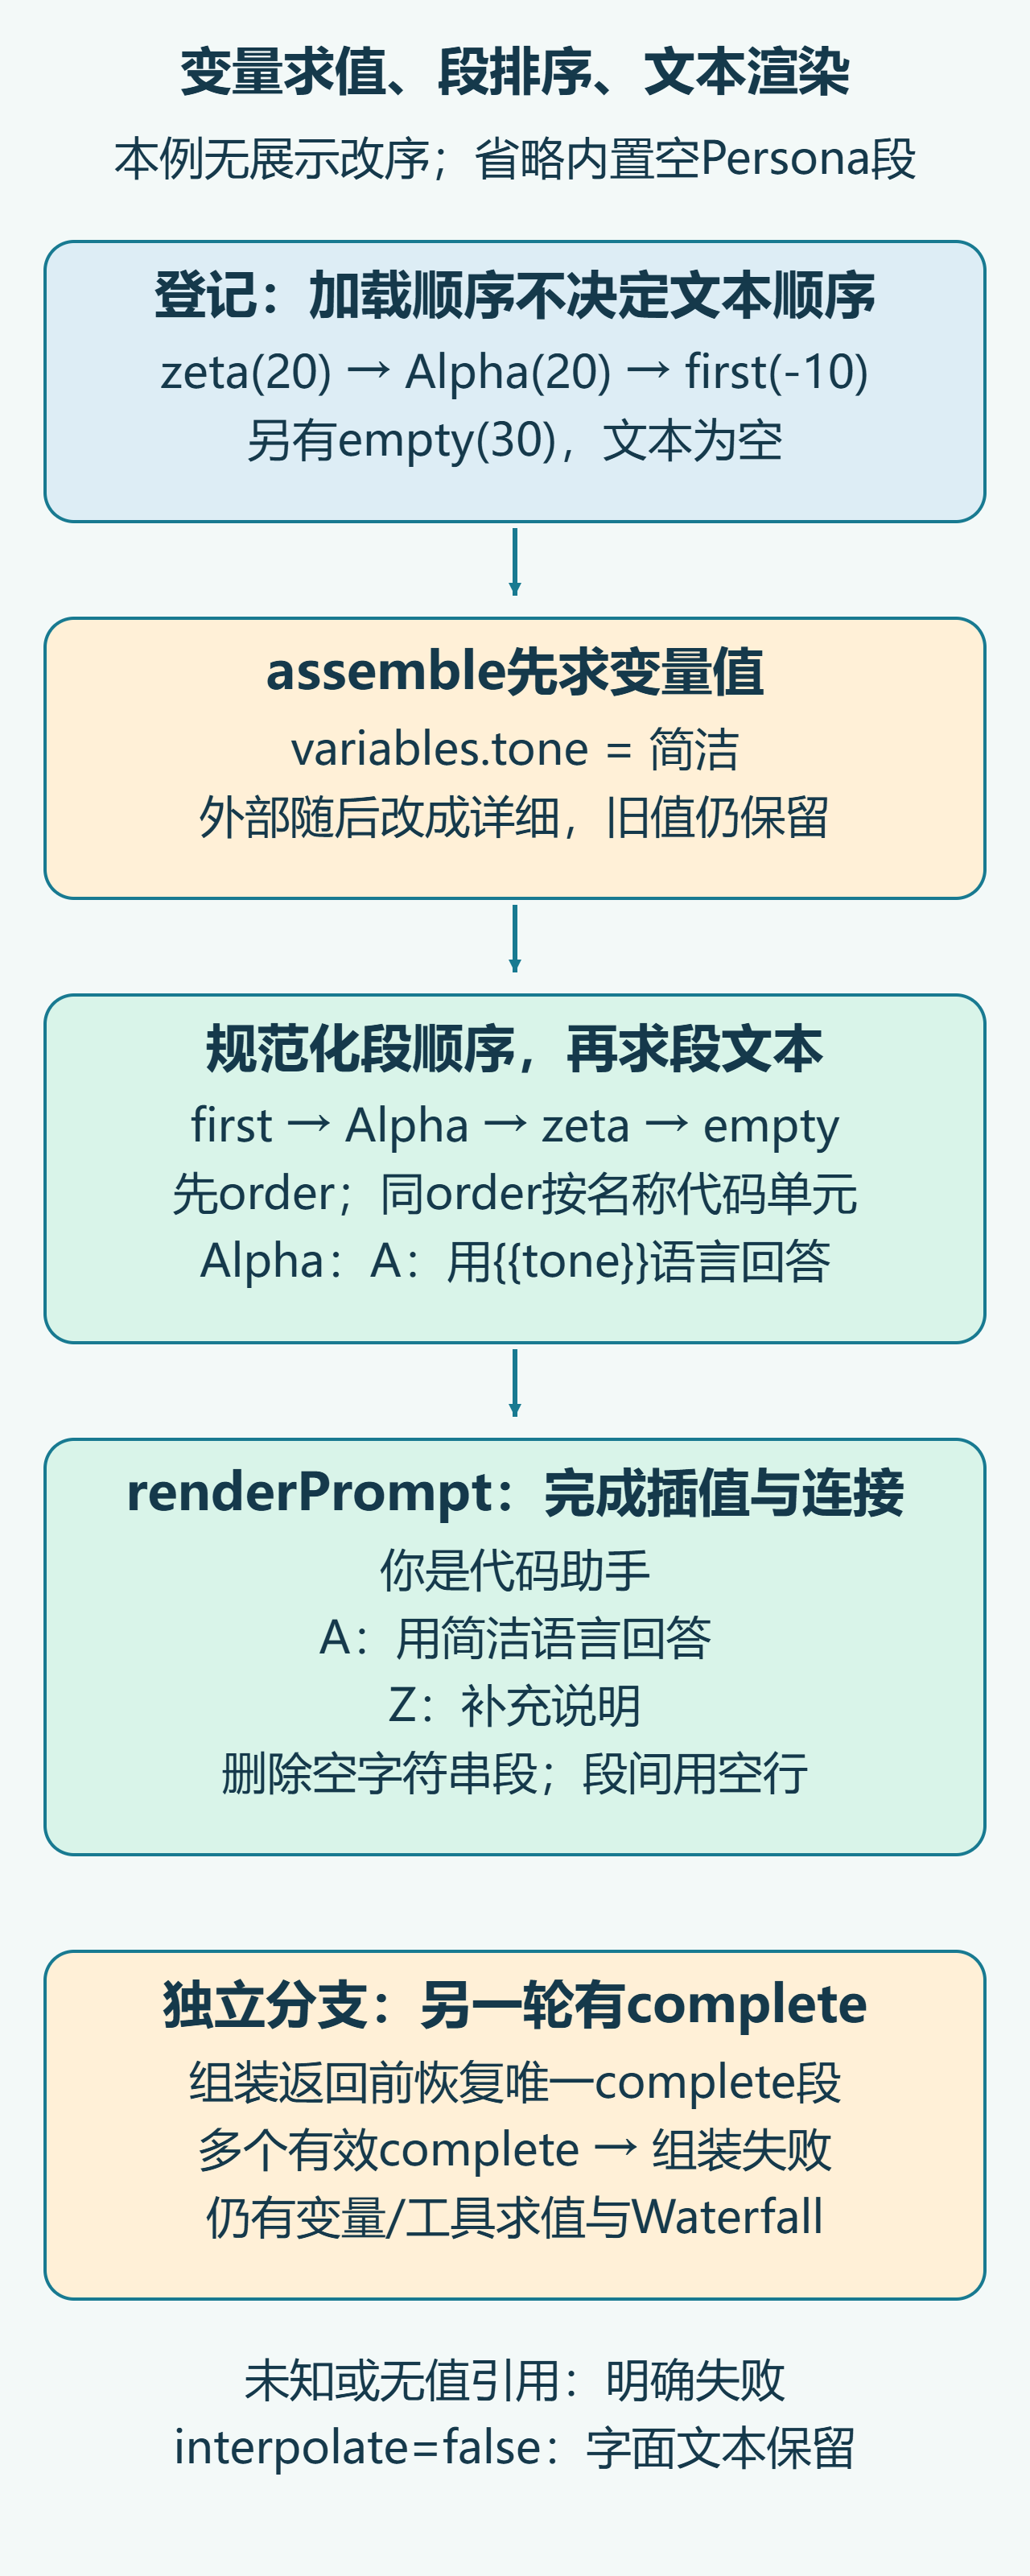 变量求值、段排序、文本渲染
本例无展示改序；省略内置空Persona段
登记：加载顺序不决定文本顺序
zeta(20) → Alpha(20) → first(-10)
另有empty(30)，文本为空
assemble先求变量值
variables.tone = 简洁
外部随后改成详细，旧值仍保留
规范化段顺序，再求段文本
first → Alpha → zeta → empty
先order；同order按名称代码单元
Alpha：A：用{{tone}}语言回答
renderPrompt：完成插值与连接
你是代码助手
A：用简洁语言回答
Z：补充说明
删除空字符串段；段间用空行
独立分支：另一轮有complete
组装返回前恢复唯一complete段
多个有效complete → 组装失败
仍有变量/工具求值与Waterfall
未知或无值引用：明确失败
interpolate=false：字面文本保留